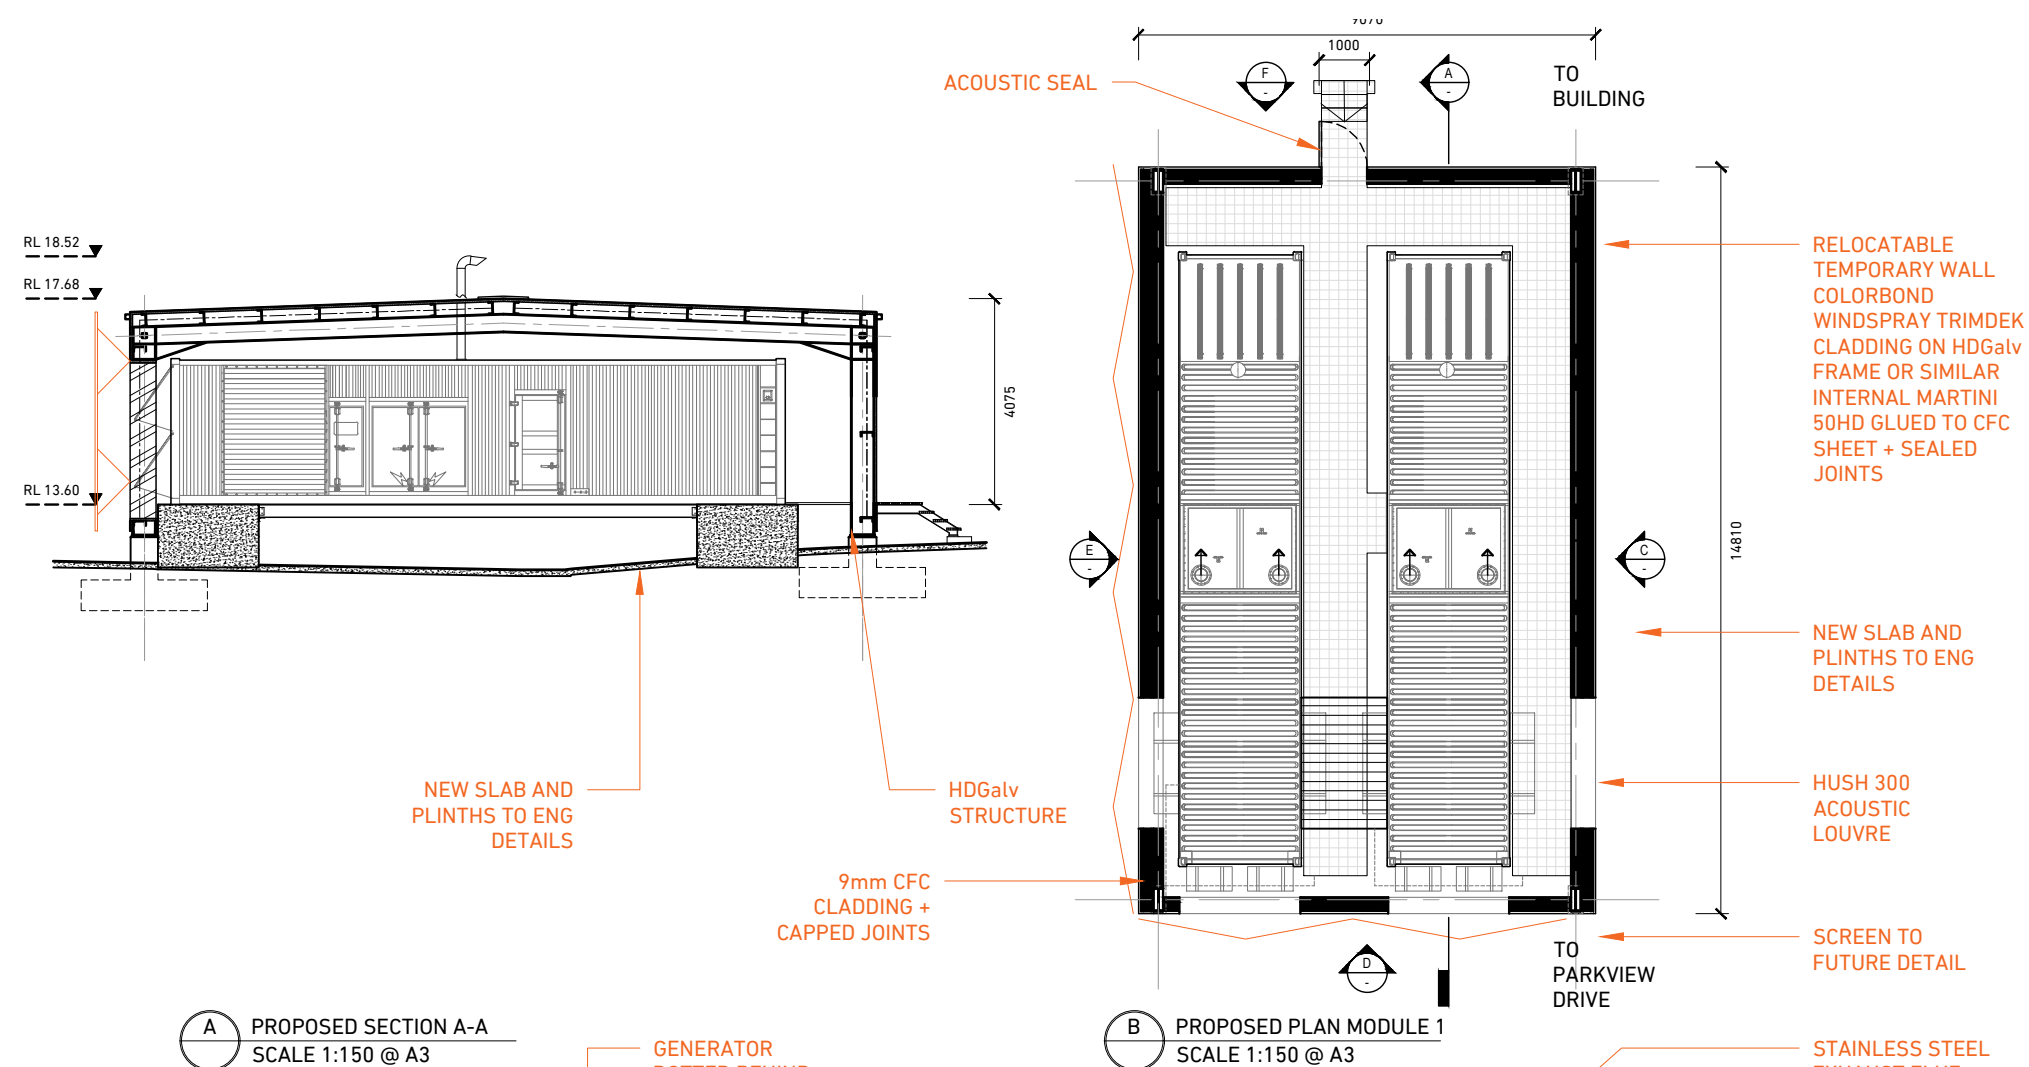 1000
F
-
A
-
TO
BUILDING
ACOUSTIC SEAL
RL 18.52
RL 17.68
RL 13.60
4075
RELOCATABLE
TEMPORARY WALL
COLORBOND
WINDSPRAY TRIMDEK
CLADDING ON HDGalv
FRAME OR SIMILAR
INTERNAL MARTINI
50HD GLUED TO CFC
SHEET + SEALED
JOINTS
14810
E
-
C
-
NEW SLAB AND
PLINTHS TO ENG
DETAILS
NEW SLAB AND
PLINTHS TO ENG
DETAILS
HDGalv
STRUCTURE
HUSH 300
ACOUSTIC
LOUVRE
9mm CFC
CLADDING +
CAPPED JOINTS
SCREEN TO
FUTURE DETAIL
D
-
TO
PARKVIEW
DRIVE
A
PROPOSED SECTION A-A
SCALE 1:150 @ A3
B
PROPOSED PLAN MODULE 1
SCALE 1:150 @ A3
GENERATOR
STAINLESS STEEL